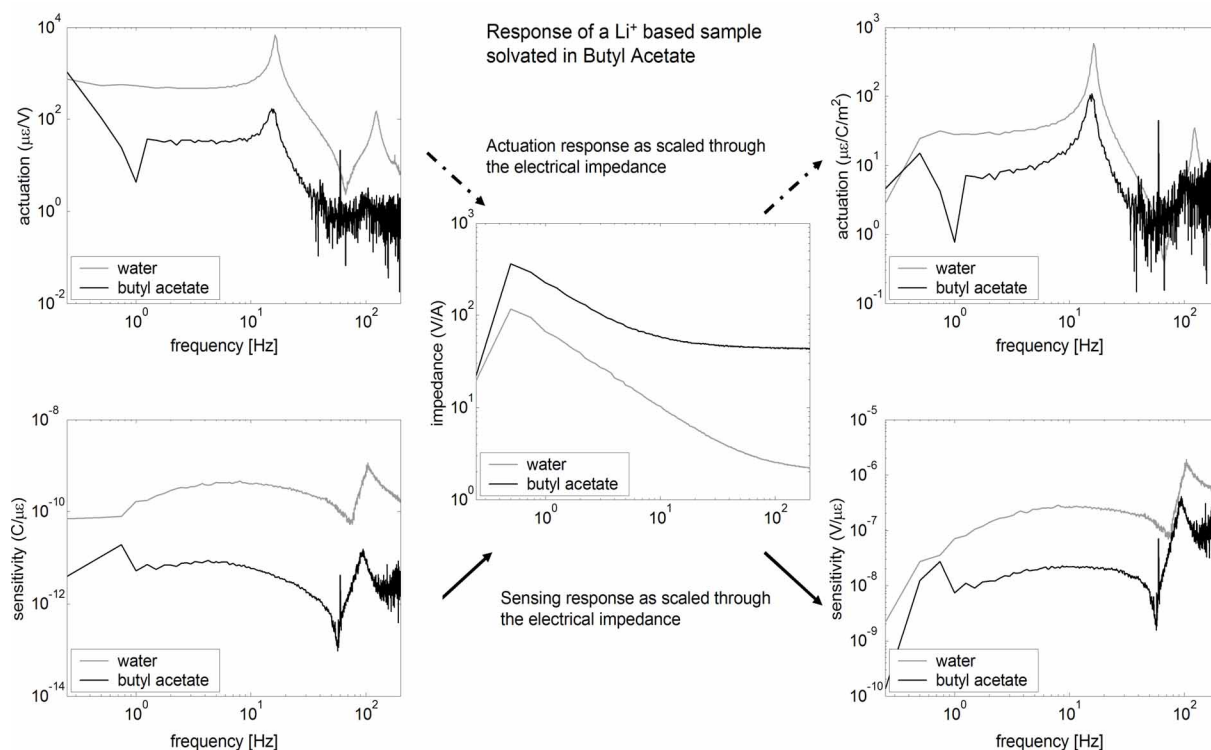 Response of a Li⁺ based sample
solvated in Butyl Acetate
10⁴
10²
10⁰
10⁻²
actuation (με/V)
water
butyl acetate
10⁰
10¹
10²
frequency [Hz]
Actuation response as scaled through
the electrical impedance
10³
10²
10¹
10⁰
actuation (με/C/m²)
10⁻¹
water
butyl acetate
10⁰
10¹
10²
frequency [Hz]
10³
10²
10¹
10⁰
impedance (V/A)
water
butyl acetate
10⁰
10¹
10²
frequency [Hz]
10⁻⁸
10⁻¹⁰
10⁻¹²
10⁻¹⁴
sensitivity (C/με)
water
butyl acetate
10⁰
10¹
10²
frequency [Hz]
Sensing response as scaled through
the electrical impedance
10⁻⁵
10⁻⁶
10⁻⁷
10⁻⁸
10⁻⁹
10⁻¹⁰
sensitivity (V/με)
water
butyl acetate
10⁰
10¹
10²
frequency [Hz]